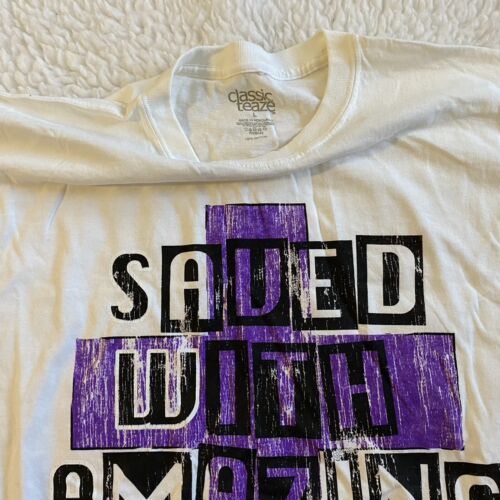 classic
teaze
L
SAVED
WITH
AMAZING